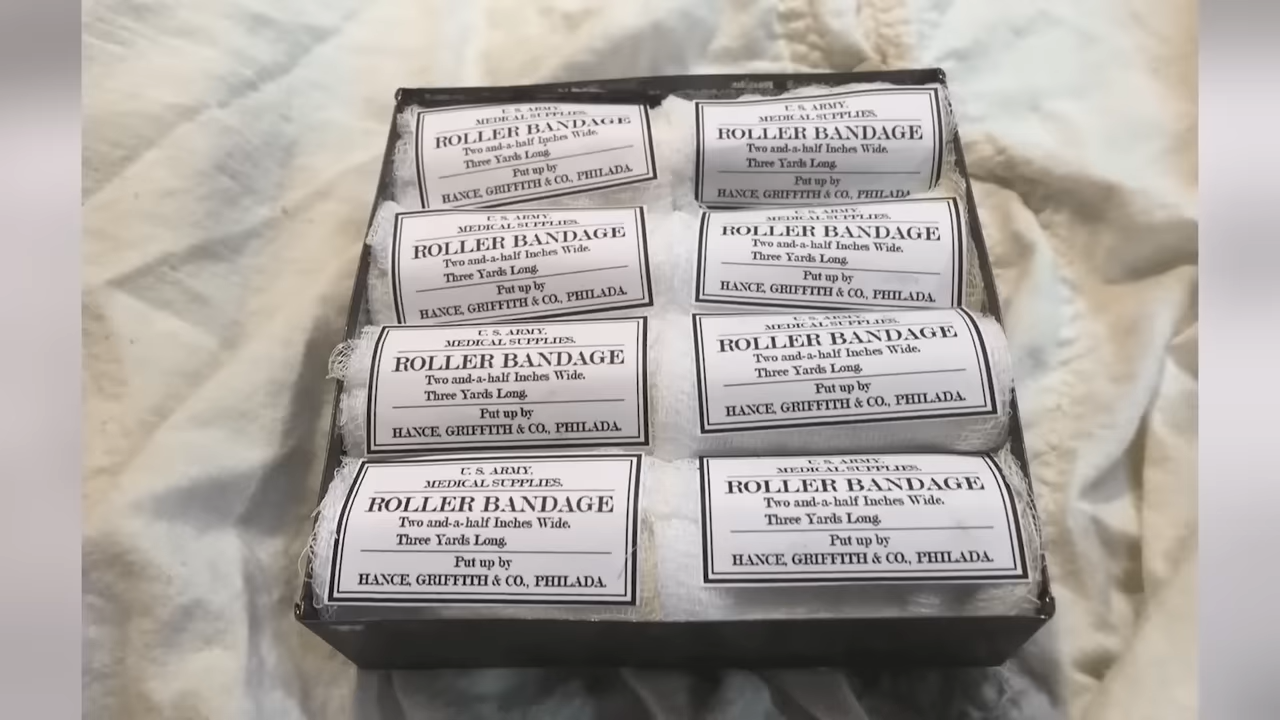 U. S. ARMY,
MEDICAL SUPPLIES.
ROLLER BANDAGE
Two and-a-half Inches Wide.
Three Yards Long.
Put up by
HANCE, GRIFFITH & CO., PHILADA.
U. S. ARMY,
MEDICAL SUPPLIES.
ROLLER BANDAGE
Two and-a-half Inches Wide.
Three Yards Long.
Put up by
HANCE, GRIFFITH & CO., PHILADA
U. S. ARMY,
MEDICAL SUPPLIES.
ROLLER BANDAGE
Two and-a-half Inches Wide.
Three Yards Long.
Put up by
HANCE, GRIFFITH & CO., PHILADA.
U. S. ARMY,
MEDICAL SUPPLIES.
ROLLER BANDAGE
Two and-a-half Inches Wide.
Three Yards Long.
Put up by
HANCE, GRIFFITH & CO., PHILADA.
U. S. ARMY,
MEDICAL SUPPLIES.
ROLLER BANDAGE
Two and-a-half Inches Wide.
Three Yards Long.
Put up by
HANCE, GRIFFITH & CO., PHILADA.
U. S. ARMY,
MEDICAL SUPPLIES.
ROLLER BANDAGE
Two and-a-half Inches Wide.
Three Yards Long.
Put up by
HANCE, GRIFFITH & CO., PHILADA.
U. S. ARMY,
MEDICAL SUPPLIES.
ROLLER BANDAGE
Two and-a-half Inches Wide.
Three Yards Long.
Put up by
HANCE, GRIFFITH & CO., PHILADA.
U. S. ARMY,
MEDICAL SUPPLIES.
ROLLER BANDAGE
Two and-a-half Inches Wide.
Three Yards Long.
Put up by
HANCE, GRIFFITH & CO., PHILADA.